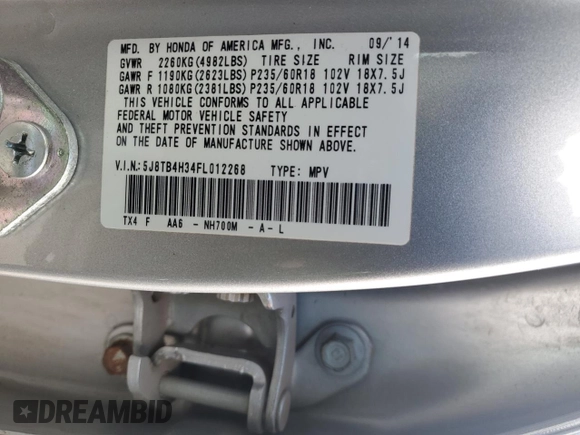 MFD. BY HONDA OF AMERICA MFG., INC. 09/'14
GVWR 2260KG(4982LBS) TIRE SIZE RIM SIZE
GAWR F 1190KG(2623LBS) P235/60R18 102V 18X7.5J
GAWR R 1080KG(2381LBS) P235/60R18 102V 18X7.5J
THIS VEHICLE CONFORMS TO ALL APPLICABLE
FEDERAL MOTOR VEHICLE SAFETY
AND THEFT PREVENTION STANDARDS IN EFFECT
ON THE DATE OF MANUFACTURE SHOWN ABOVE.
V.I.N.:5J8TB4H34FL012268 TYPE: MPV
TX4 F AA6 - NH700M - A - L
DREAMBID